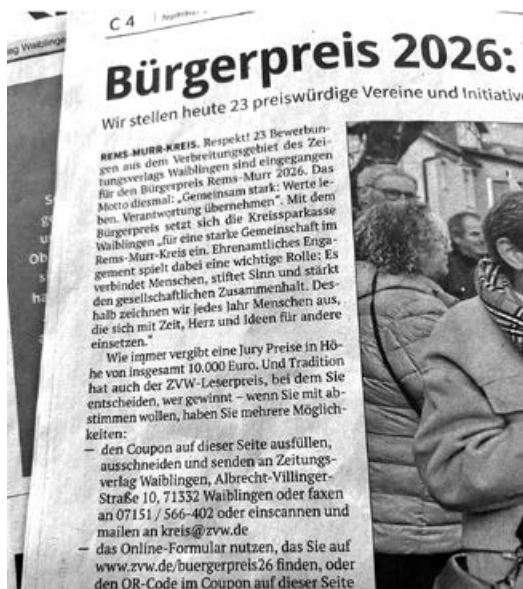 C 4
ag Waiblingen
Bürgerpreis 2026:
Wir stellen heute 23 preiswürdige Vereine und Initiative
REMS-MURR-KREIS. Respekt! 23 Bewerbun-
gen aus dem Verbreitungsgebiet des Zei-
tungsverlags Waiblingen sind eingegangen
für den Bürgerpreis Rems-Murr 2026. Das
Motto diesmal: „Gemeinsam stark: Werte le-
ben. Verantwortung übernehmen“. Mit dem
Bürgerpreis setzt sich die Kreissparkasse
Waiblingen „für eine starke Gemeinschaft im
Rems-Murr-Kreis ein. Ehrenamtliches Enga-
gement spielt dabei eine wichtige Rolle: Es
verbindet Menschen, stiftet Sinn und stärkt
den gesellschaftlichen Zusammenhalt. Des-
halb zeichnen wir jedes Jahr Menschen aus,
die sich mit Zeit, Herz und Ideen für andere
einsetzen.“
Wie immer vergibt eine Jury Preise in Hö-
he von insgesamt 10.000 Euro. Und Tradition
hat auch der ZVW-Leserpreis, bei dem Sie
entscheiden, wer gewinnt – wenn Sie mit ab-
stimmen wollen, haben Sie mehrere Möglich-
keiten:
— den Coupon auf dieser Seite ausfüllen,
ausschneiden und senden an Zeitungs-
verlag Waiblingen, Albrecht-Villinger-
Straße 10, 71332 Waiblingen oder faxen
an 07151 / 566-402 oder einscannen und
mailen an kreis@zvw.de
— das Online-Formular nutzen, das Sie auf
www.zvw.de/buergerpreis26 finden, oder
den QR-Code im Coupon auf dieser Seite